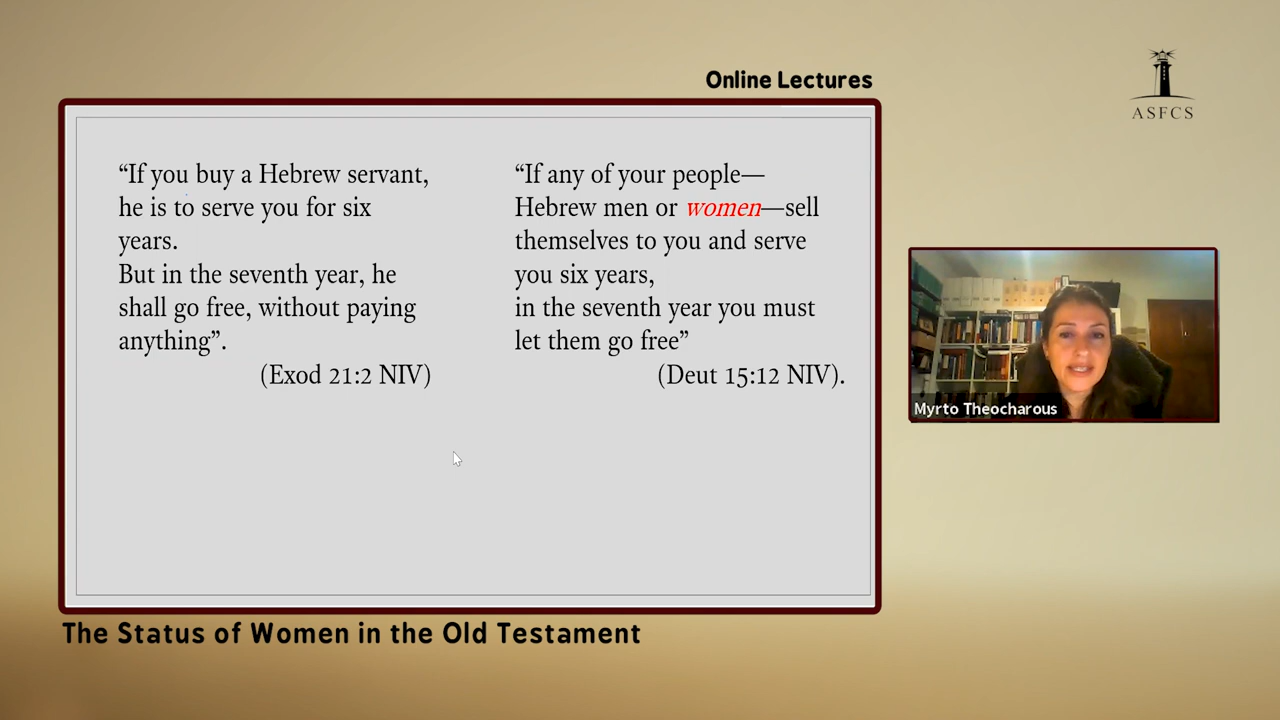 Online Lectures
ASFCS
“If you buy a Hebrew servant,
he is to serve you for six
years.
But in the seventh year, he
shall go free, without paying
anything”.
(Exod 21:2 NIV)
“If any of your people—
Hebrew men or women—sell
themselves to you and serve
you six years,
in the seventh year you must
let them go free”
(Deut 15:12 NIV).
Myrto Theocharous
The Status of Women in the Old Testament